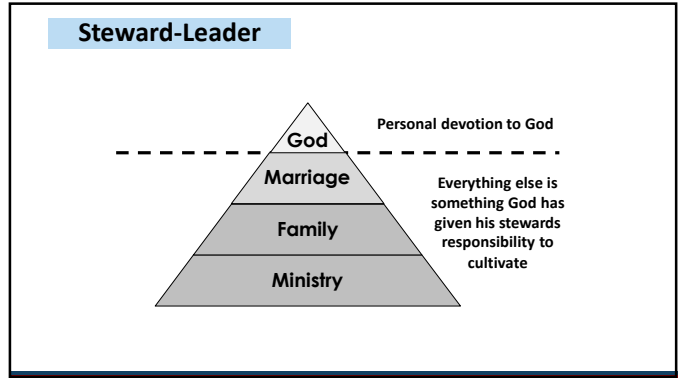 Steward-Leader
Personal devotion to God
God
Marriage
Everything else is
something God has
given his stewards
responsibility to
cultivate
Family
Ministry